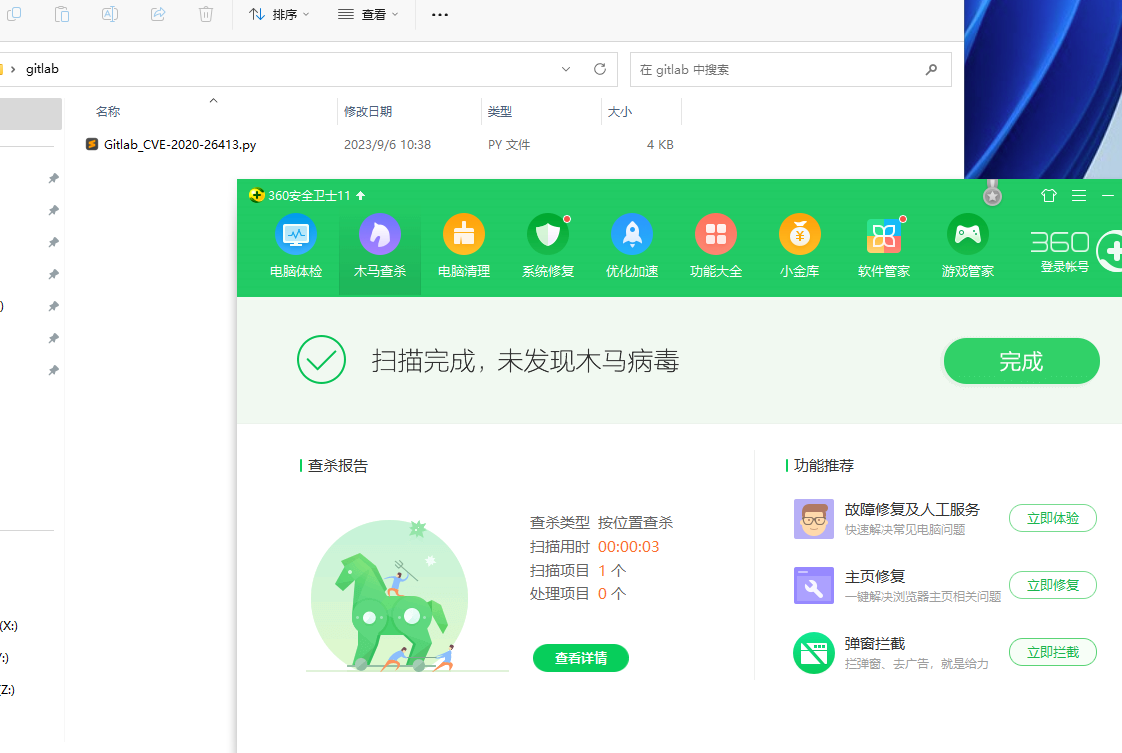 排序
查看
gitlab
在 gitlab 中搜索
名称 修改日期 类型 大小
Gitlab_CVE-2020-26413.py 2023/9/6 10:38 PY 文件 4 KB
)
(X:)
/:)
Z:)
360安全卫士11
电脑体检 木马查杀 电脑清理 系统修复 优化加速 功能大全 小金库 软件管家 游戏管家
360
登录帐号
扫描完成，未发现木马病毒
完成
查杀报告
查杀类型 按位置查杀
扫描用时 00:00:03
扫描项目 1 个
处理项目 0 个
查看详情
功能推荐
故障修复及人工服务
快速解决常见电脑问题
立即体验
主页修复
一键解决浏览器主页相关问题
立即修复
弹窗拦截
拦弹窗、去广告，就是给力
立即拦截